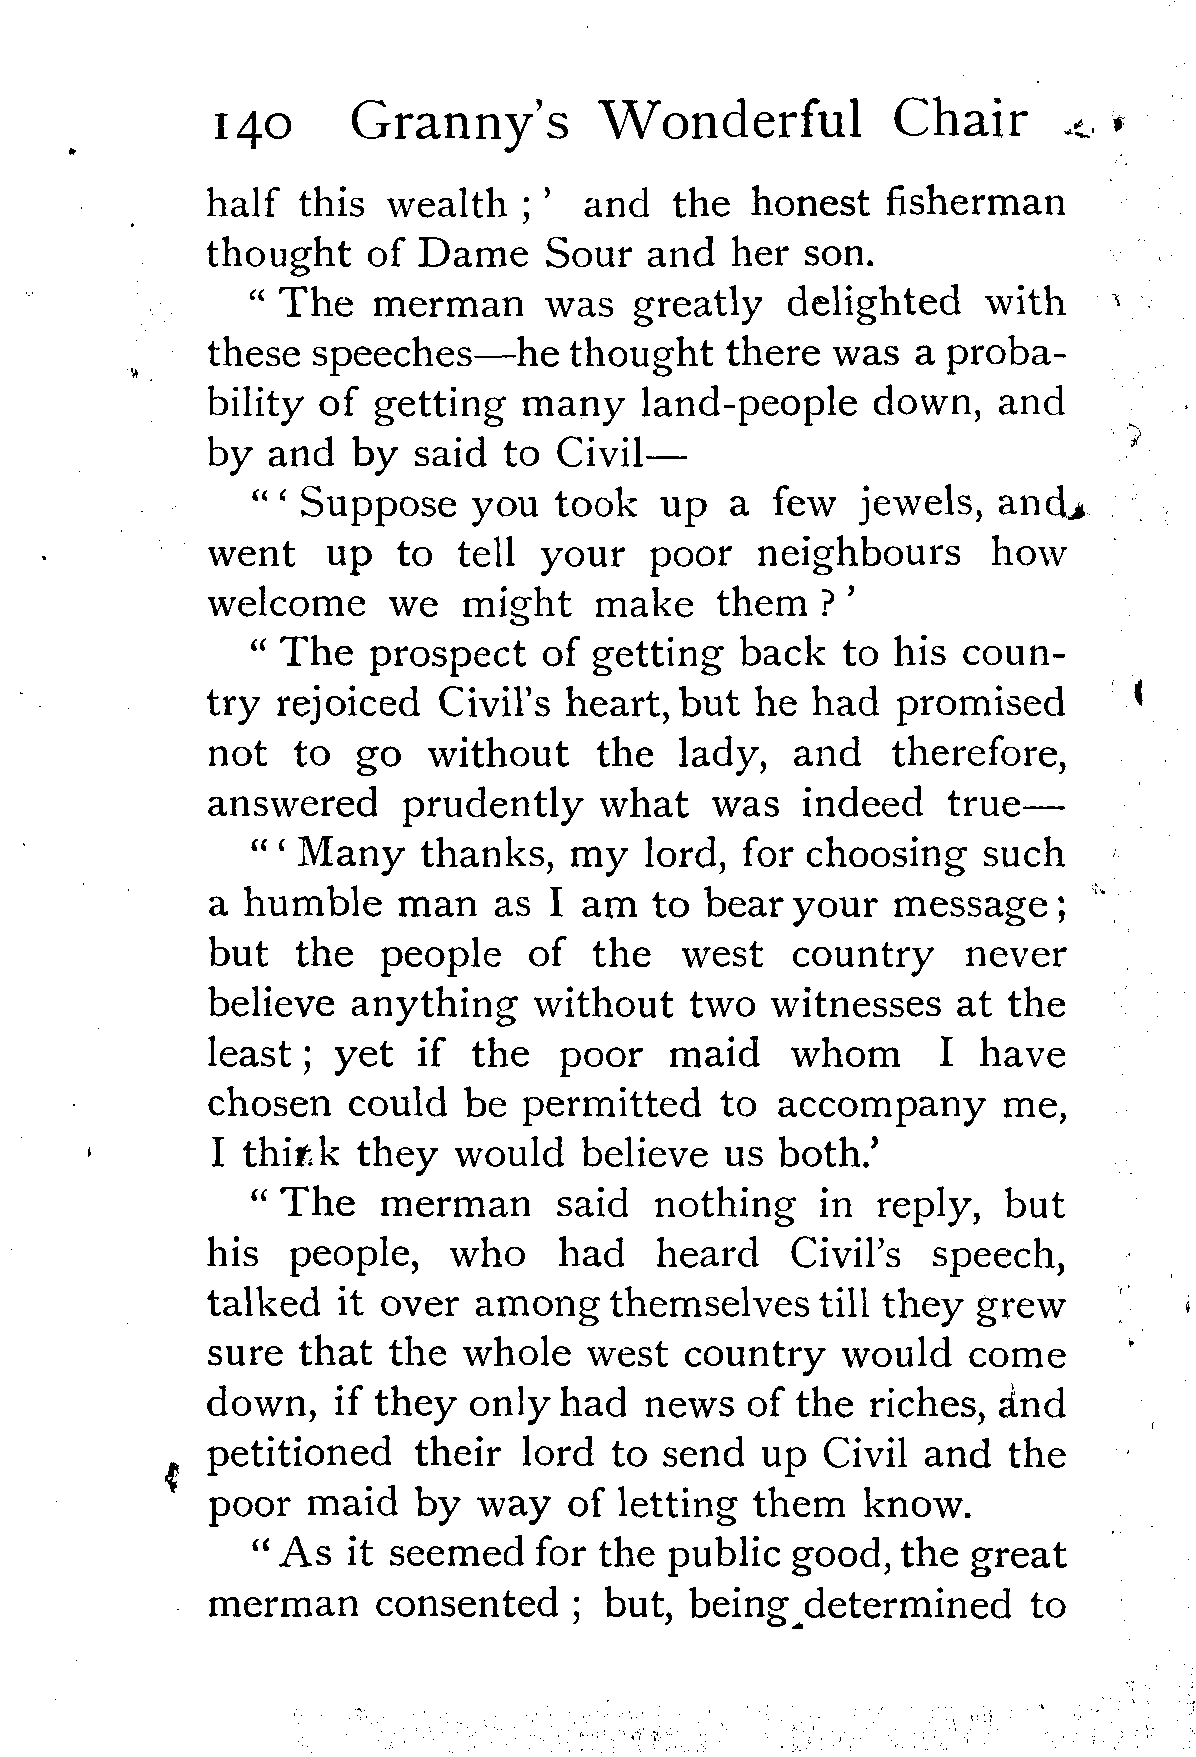 140 Granny's Wonderful Chair
half this wealth ; ' and the honest fisherman
thought of Dame Sour and her son.
" The merman was greatly delighted with
these speeches—he thought there was a proba-
bility of getting many land-people down, and
by and by said to Civil—
" ' Suppose you took up a few jewels, and
went up to tell your poor neighbours how
welcome we might make them ? '
" The prospect of getting back to his coun-
try rejoiced Civil's heart, but he had promised
not to go without the lady, and therefore,
answered prudently what was indeed true—
" ' Many thanks, my lord, for choosing such
a humble man as I am to bear your message ;
but the people of the west country never
believe anything without two witnesses at the
least ; yet if the poor maid whom I have
chosen could be permitted to accompany me,
I think they would believe us both.'
" The merman said nothing in reply, but
his people, who had heard Civil's speech,
talked it over among themselves till they grew
sure that the whole west country would come
down, if they only had news of the riches, and
petitioned their lord to send up Civil and the
poor maid by way of letting them know.
" As it seemed for the public good, the great
merman consented ; but, being determined to